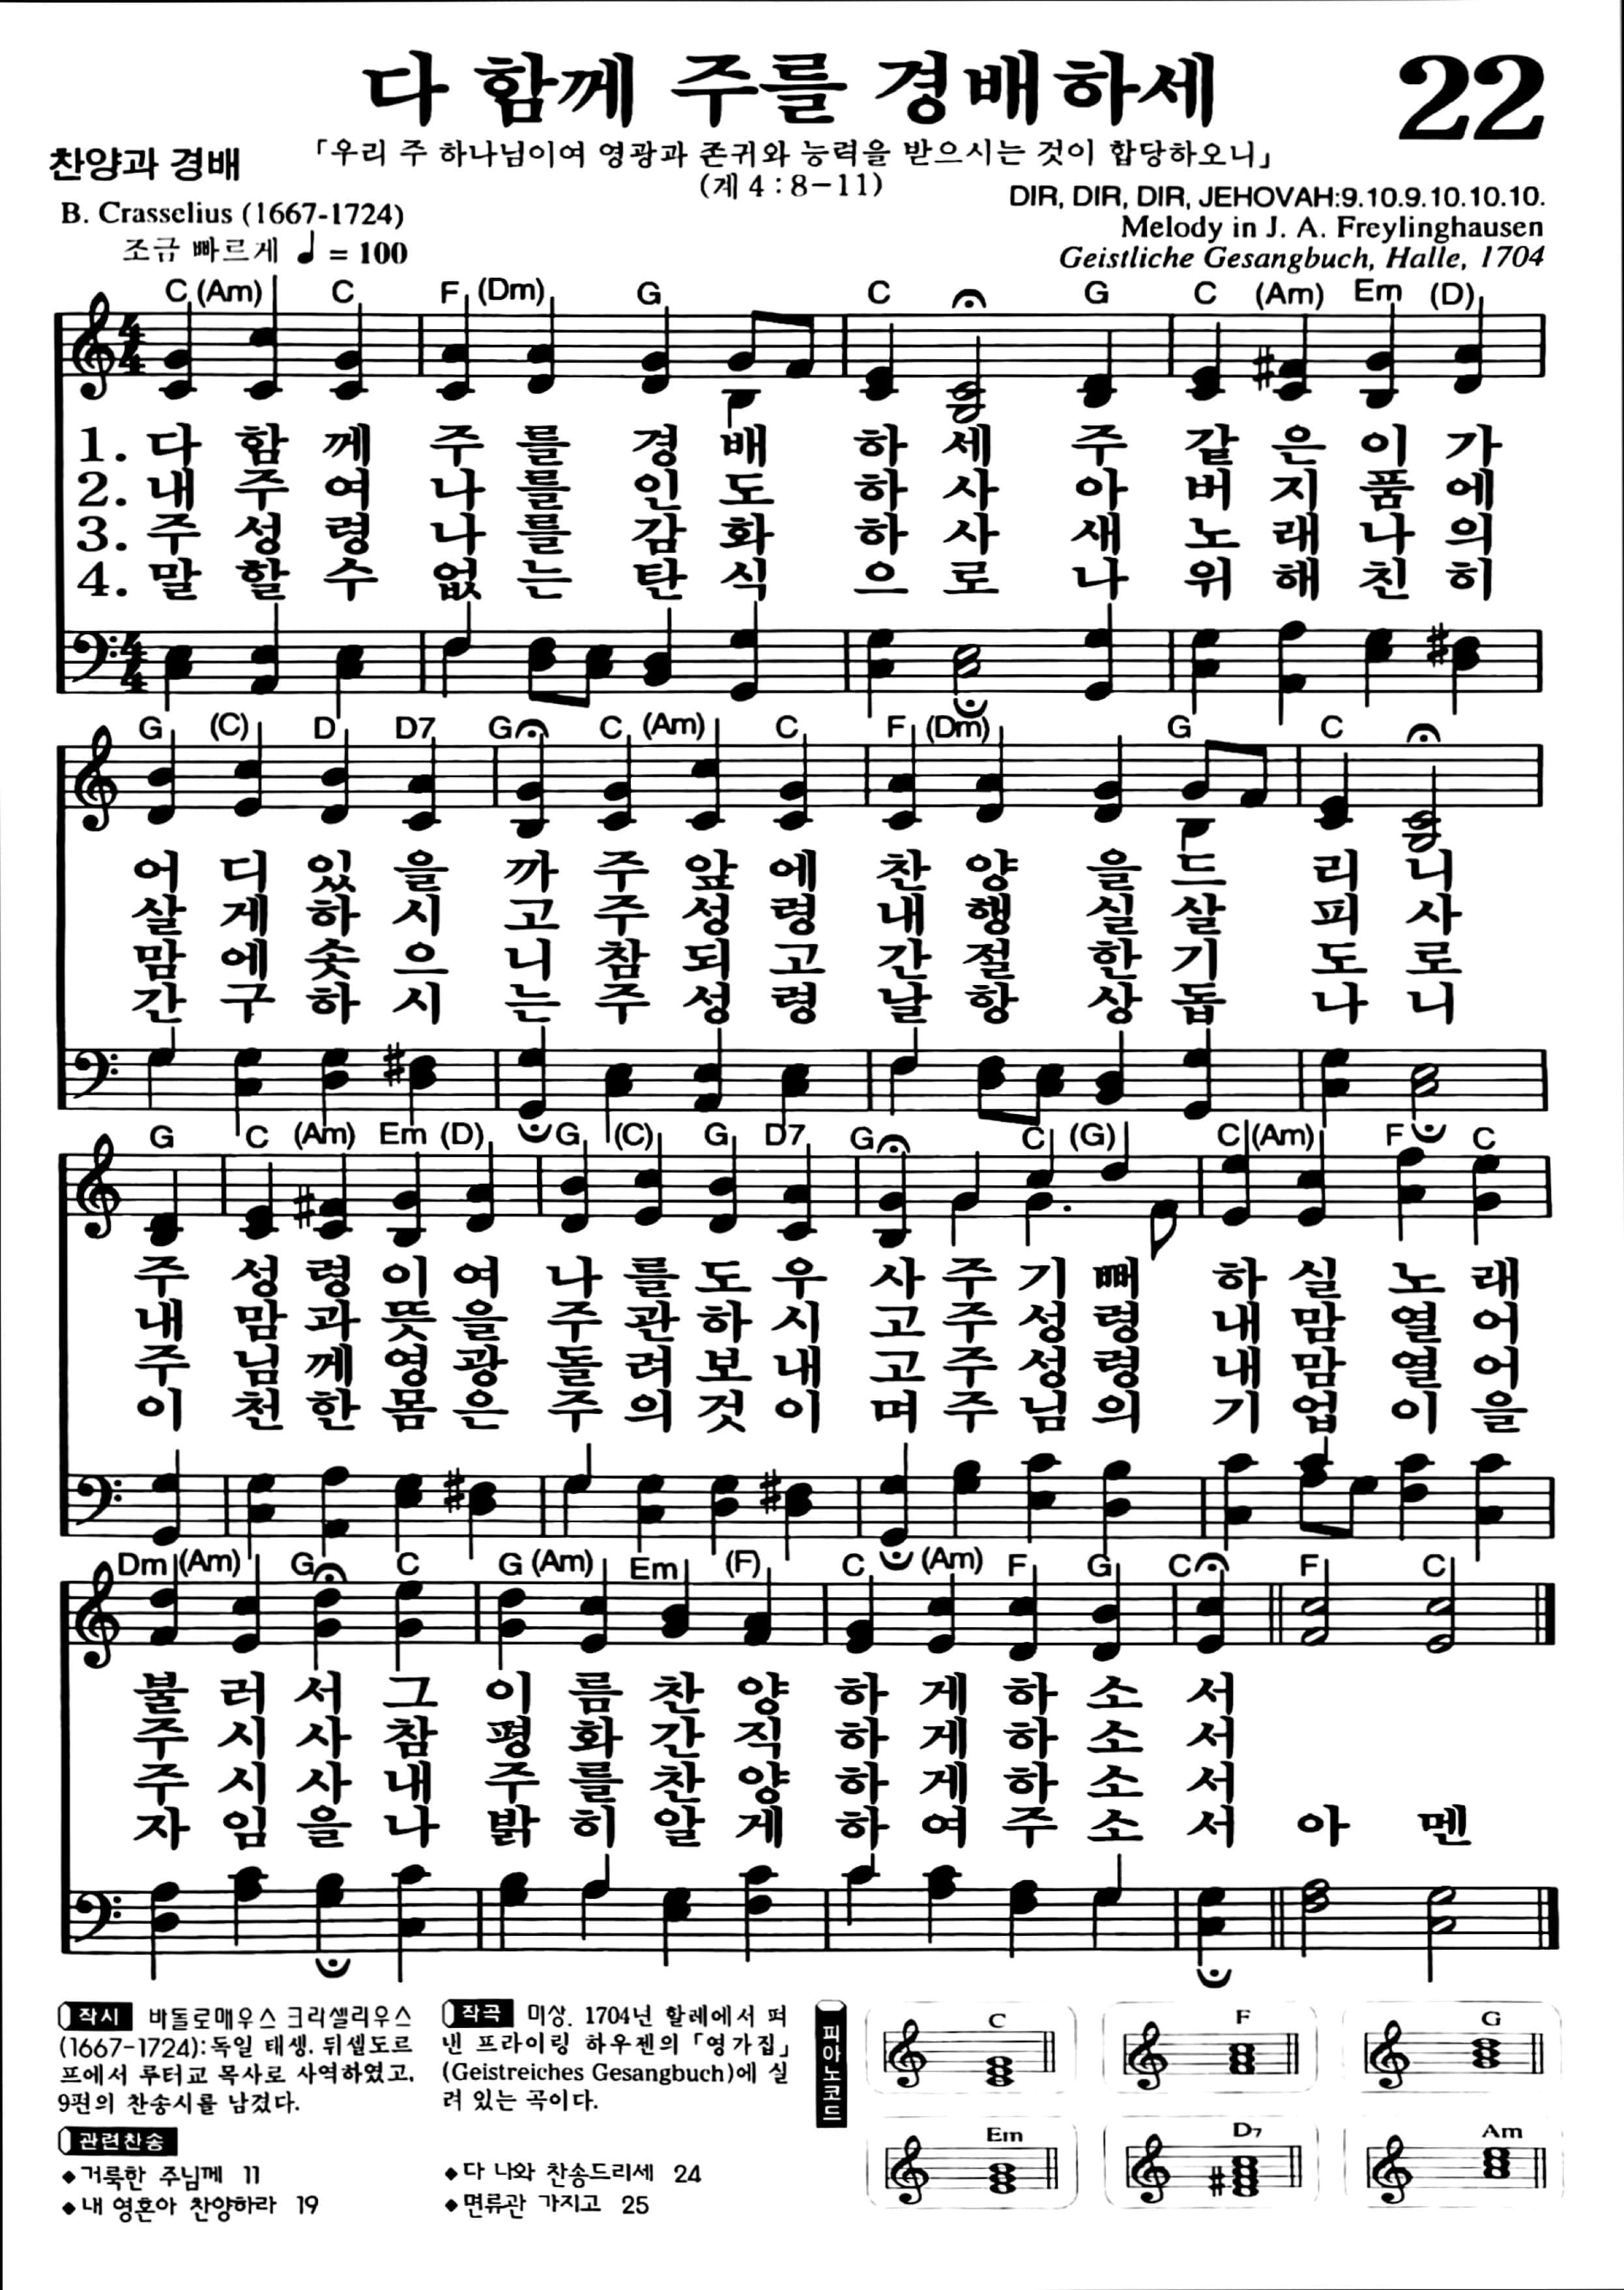 다 함께 주를 경배하세
22
「우리 주 하나님이여 영광과 존귀와 능력을 받으시는 것이 합당하오니」
(계 4 : 8-11)
찬양과 경배
B. Crasselius (1667-1724)
조금 빠르게 ♩ = 100
DIR, DIR, DIR, JEHOVAH:9.10.9.10.10.10.
Melody in J. A. Freylinghausen
Geistliche Gesangbuch, Halle, 1704
C (Am) C F (Dm) G C G C (Am) Em (D)
1. 다 함 께 주 를 경 배 하 세 주 같 은 이 가
2. 내 주 여 나 를 인 도 하 사 아 버 지 품 에
3. 주 성 령 나 를 감 화 하 사 새 노 래 나 의
4. 말 할 수 없 는 탄 식 으 로 나 위 해 친 히
G (C) D D7 G C (Am) C F (Dm) G C
어 디 있 을 까 주 앞 에 찬 양 을 드 리 니
살 게 하 시 고 주 성 령 내 행 실 살 피 사
맘 에 솟 으 니 참 되 고 간 절 한 기 도 로
간 구 하 시 는 주 성 령 날 항 상 돕 나 니
G C (Am) Em (D) G (C) G D7 G C (G) C (Am) F C
주 성 령 이 여 나 를 도 우 사 주 기 뻐 하 실 노 래
내 맘 과 뜻 을 주 관 하 시 고 주 성 령 내 맘 열 어
주 님 께 영 광 돌 려 보 내 고 주 성 령 내 맘 열 어
이 천 한 몸 은 주 의 것 이 며 주 님 의 기 업 이 을
Dm (Am) G C G (Am) Em (F) C (Am) F G C F C
불 러 서 그 이 름 찬 양 하 게 하 소 서
주 시 사 참 평 화 간 직 하 게 하 소 서
주 시 사 내 주 를 찬 양 하 게 하 소 서
자 임 을 나 밝 히 알 게 하 여 주 소 서 아 멘
작시 바돌로매우스 크라셀리우스
(1667-1724):독일 태생. 뒤셀도르
프에서 루터교 목사로 사역하였고,
9편의 찬송시를 남겼다.
작곡 미상. 1704년 할레에서 펴
낸 프라이링 하우젠의 「영가집」
(Geistreiches Gesangbuch)에 실
려 있는 곡이다.
관련찬송
◆거룩한 주님께 11
◆내 영혼아 찬양하라 19
◆다 나와 찬송드리세 24
◆면류관 가지고 25
피아노코드
C F G
Em D7 Am